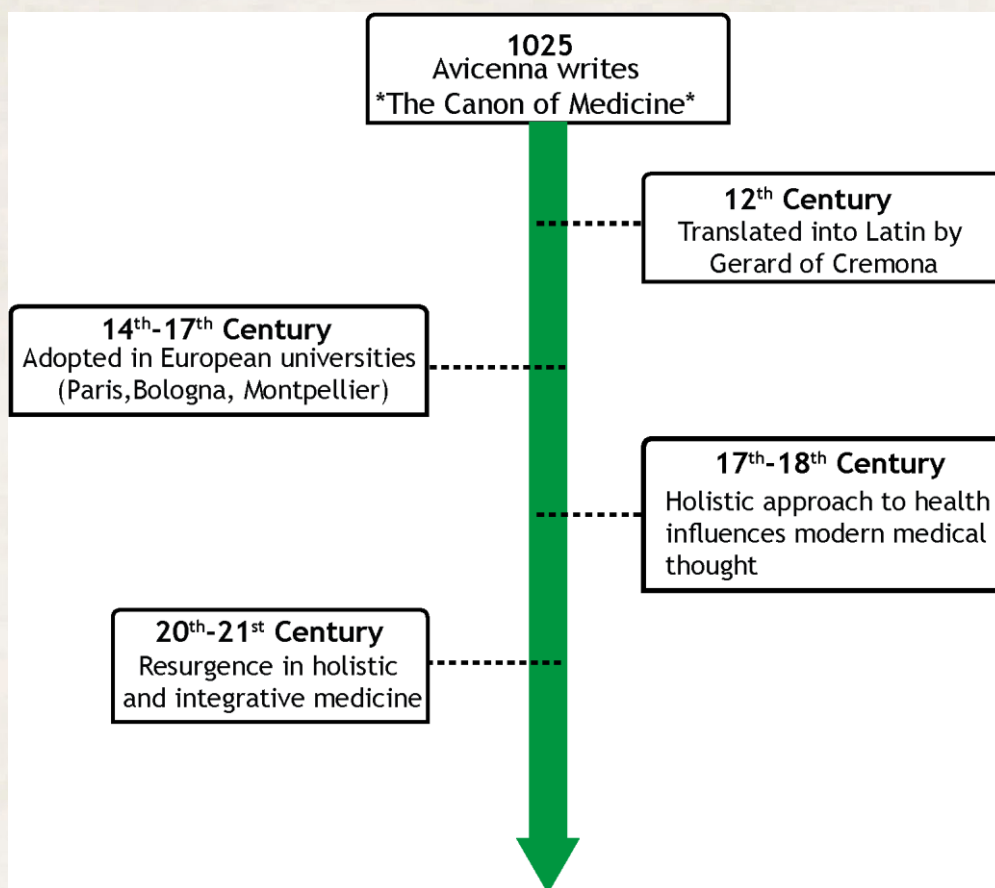 1025
Avicenna writes
*The Canon of Medicine*
12th Century
Translated into Latin by
Gerard of Cremona
14th-17th Century
Adopted in European universities
(Paris,Bologna, Montpellier)
17th-18th Century
Holistic approach to health
influences modern medical
thought
20th-21st Century
Resurgence in holistic
and integrative medicine